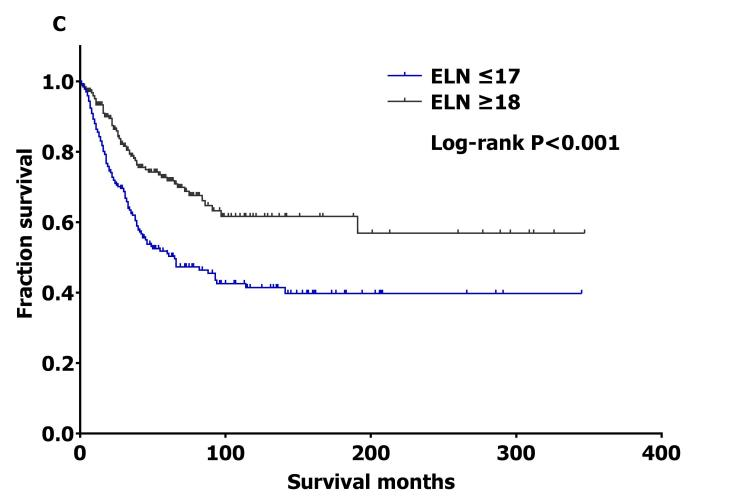 C
ELN ≤17
ELN ≥18
Log-rank P<0.001
Fraction survival
1.0
0.8
0.6
0.4
0.2
0.0
0 100 200 300 400
Survival months